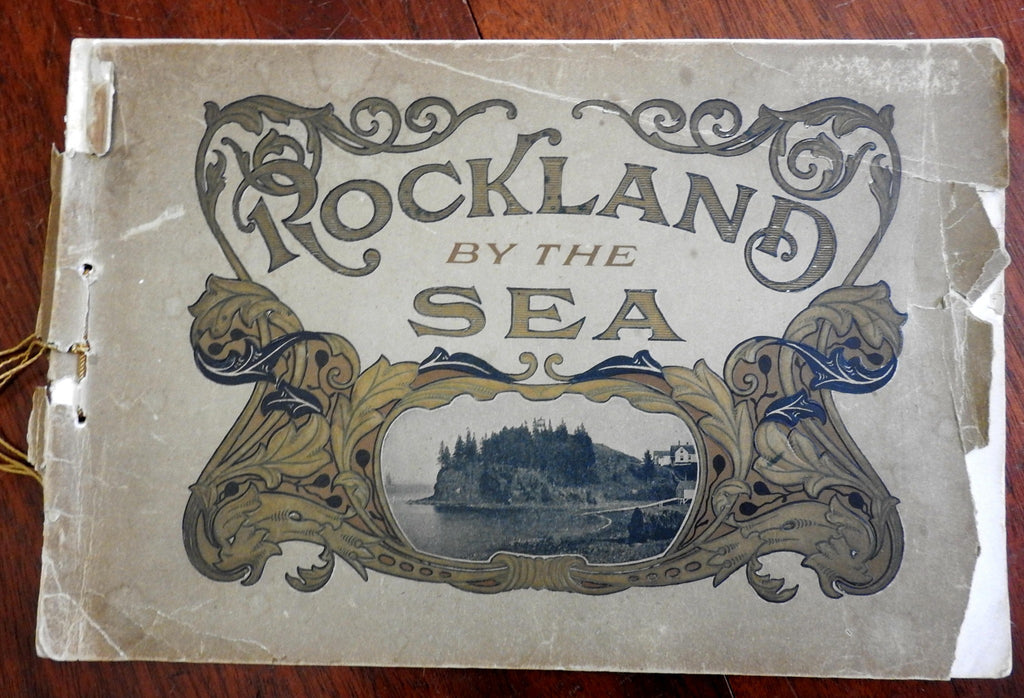 ROCKLAND
BY THE
SEA